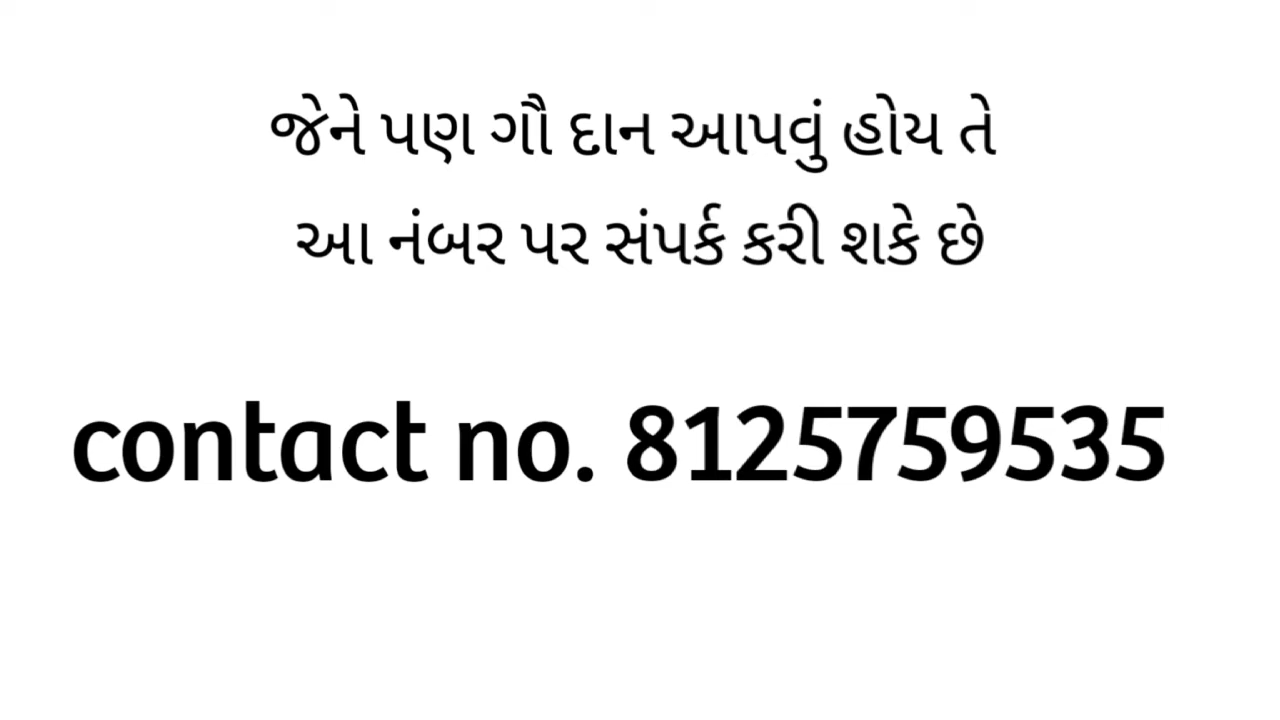 જેને પણ ગૌ દાન આપવું હોય તે
આ નંબર પર સંપર્ક કરી શકે છે
contact no. 8125759535